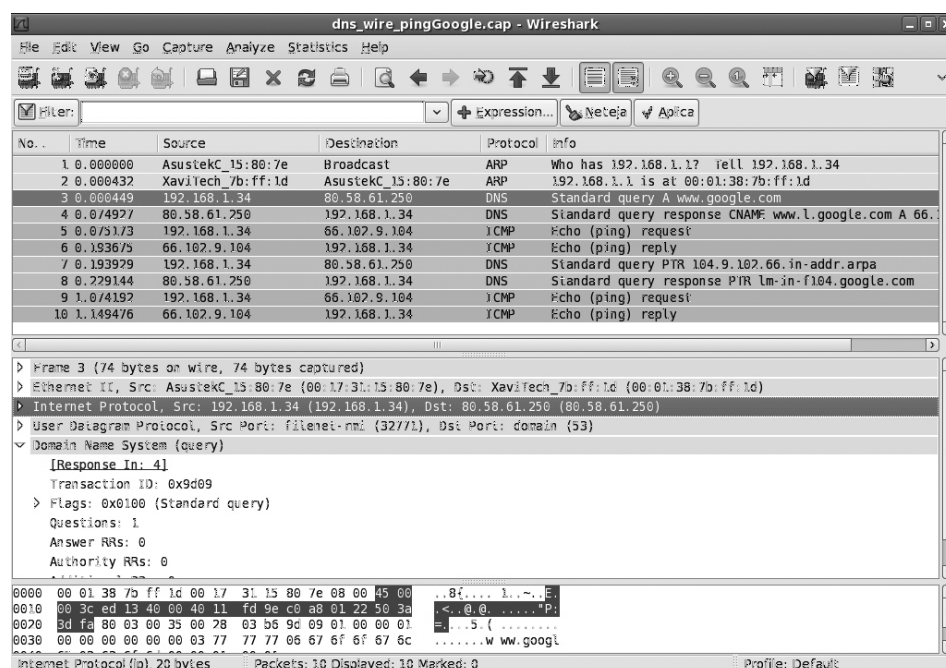 dns_wire_pingGoogle.cap - Wireshark
File Edit View Go Capture Analyze Statistics Help
Filter: Expression... Neteja Aplica
No. . Time Source Destination Protocol Info
1 0.000000 AsustekC_15:80:7e Broadcast ARP Who has 192.168.1.1? Tell 192.168.1.34
2 0.000432 XaviTech_7b:ff:1d AsustekC_15:80:7e ARP 192.168.1.1 is at 00:01:38:7b:ff:1d
3 0.000449 192.168.1.34 80.58.61.250 DNS Standard query A www.google.com
4 0.074927 80.58.61.250 192.168.1.34 DNS Standard query response CNAME www.l.google.com A 66.
5 0.075173 192.168.1.34 66.102.9.104 ICMP Echo (ping) request
6 0.193675 66.102.9.104 192.168.1.34 ICMP Echo (ping) reply
7 0.193929 192.168.1.34 80.58.61.250 DNS Standard query PTR 104.9.102.66.in-addr.arpa
8 0.229144 80.58.61.250 192.168.1.34 DNS Standard query response PTR lm-in-f104.google.com
9 1.074192 192.168.1.34 66.102.9.104 ICMP Echo (ping) request
10 1.149476 66.102.9.104 192.168.1.34 ICMP Echo (ping) reply
Frame 3 (74 bytes on wire, 74 bytes captured)
Ethernet II, Src: AsustekC_15:80:7e (00:17:31:15:80:7e), Dst: XaviTech_7b:ff:1d (00:01:38:7b:ff:1d)
Internet Protocol, Src: 192.168.1.34 (192.168.1.34), Dst: 80.58.61.250 (80.58.61.250)
User Datagram Protocol, Src Port: filenet-nmi (32771), Dst Port: domain (53)
Domain Name System (query)
[Response In: 4]
Transaction ID: 0x9d09
Flags: 0x0100 (Standard query)
Questions: 1
Answer RRs: 0
Authority RRs: 0
0000 00 01 38 7b ff 1d 00 17 31 15 80 7e 08 00 45 00 ..8{.... 1..~..E.
0010 00 3c ed 13 40 00 40 11 fd 9e c0 a8 01 22 50 3a .<..@.@. ....."P:
0020 3d fa 80 03 00 35 00 28 03 b6 9d 09 01 00 00 01 =....5.( ........
0030 00 00 00 00 00 00 03 77 77 77 06 67 6f 6f 67 6c .......w ww.googl
Internet Protocol (ip), 20 bytes Packets: 10 Displayed: 10 Marked: 0 Profile: Default